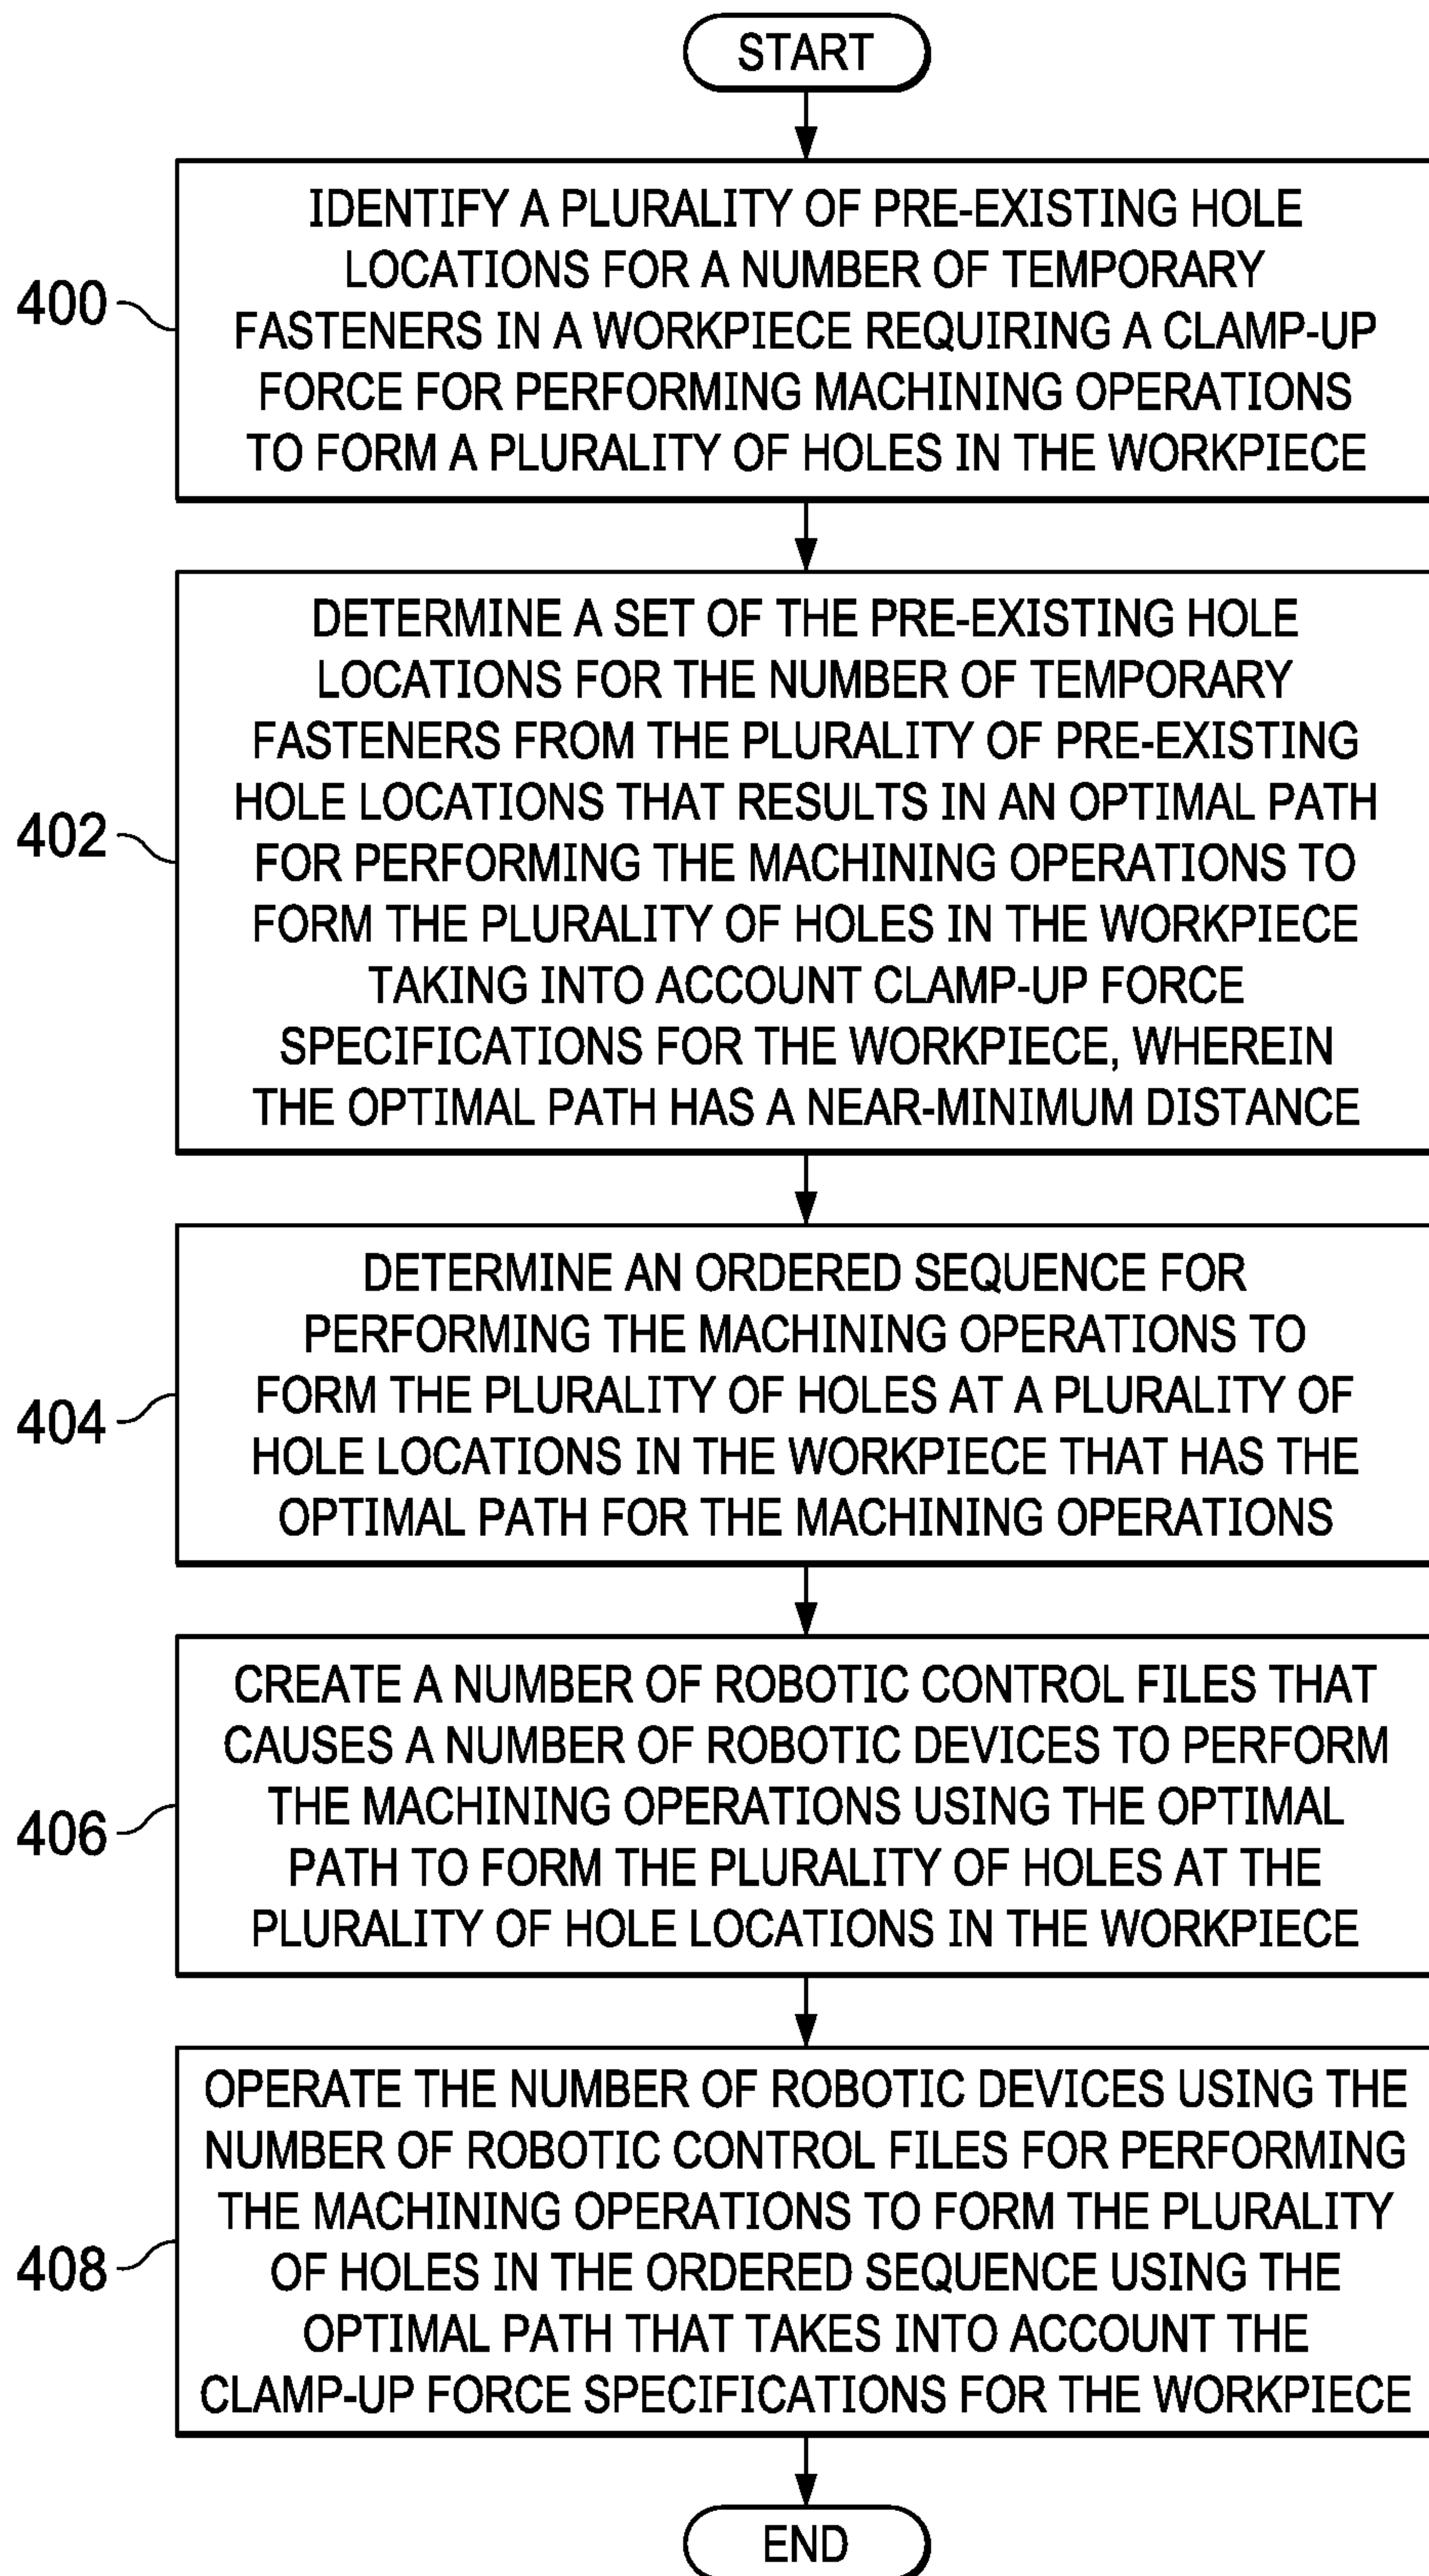 START
IDENTIFY A PLURALITY OF PRE-EXISTING HOLE
LOCATIONS FOR A NUMBER OF TEMPORARY
FASTENERS IN A WORKPIECE REQUIRING A CLAMP-UP
FORCE FOR PERFORMING MACHINING OPERATIONS
TO FORM A PLURALITY OF HOLES IN THE WORKPIECE
400
DETERMINE A SET OF THE PRE-EXISTING HOLE
LOCATIONS FOR THE NUMBER OF TEMPORARY
FASTENERS FROM THE PLURALITY OF PRE-EXISTING
HOLE LOCATIONS THAT RESULTS IN AN OPTIMAL PATH
FOR PERFORMING THE MACHINING OPERATIONS TO
FORM THE PLURALITY OF HOLES IN THE WORKPIECE
TAKING INTO ACCOUNT CLAMP-UP FORCE
SPECIFICATIONS FOR THE WORKPIECE, WHEREIN
THE OPTIMAL PATH HAS A NEAR-MINIMUM DISTANCE
402
DETERMINE AN ORDERED SEQUENCE FOR
PERFORMING THE MACHINING OPERATIONS TO
FORM THE PLURALITY OF HOLES AT A PLURALITY OF
HOLE LOCATIONS IN THE WORKPIECE THAT HAS THE
OPTIMAL PATH FOR THE MACHINING OPERATIONS
404
CREATE A NUMBER OF ROBOTIC CONTROL FILES THAT
CAUSES A NUMBER OF ROBOTIC DEVICES TO PERFORM
THE MACHINING OPERATIONS USING THE OPTIMAL
PATH TO FORM THE PLURALITY OF HOLES AT THE
PLURALITY OF HOLE LOCATIONS IN THE WORKPIECE
406
OPERATE THE NUMBER OF ROBOTIC DEVICES USING THE
NUMBER OF ROBOTIC CONTROL FILES FOR PERFORMING
THE MACHINING OPERATIONS TO FORM THE PLURALITY
OF HOLES IN THE ORDERED SEQUENCE USING THE
OPTIMAL PATH THAT TAKES INTO ACCOUNT THE
CLAMP-UP FORCE SPECIFICATIONS FOR THE WORKPIECE
408
END